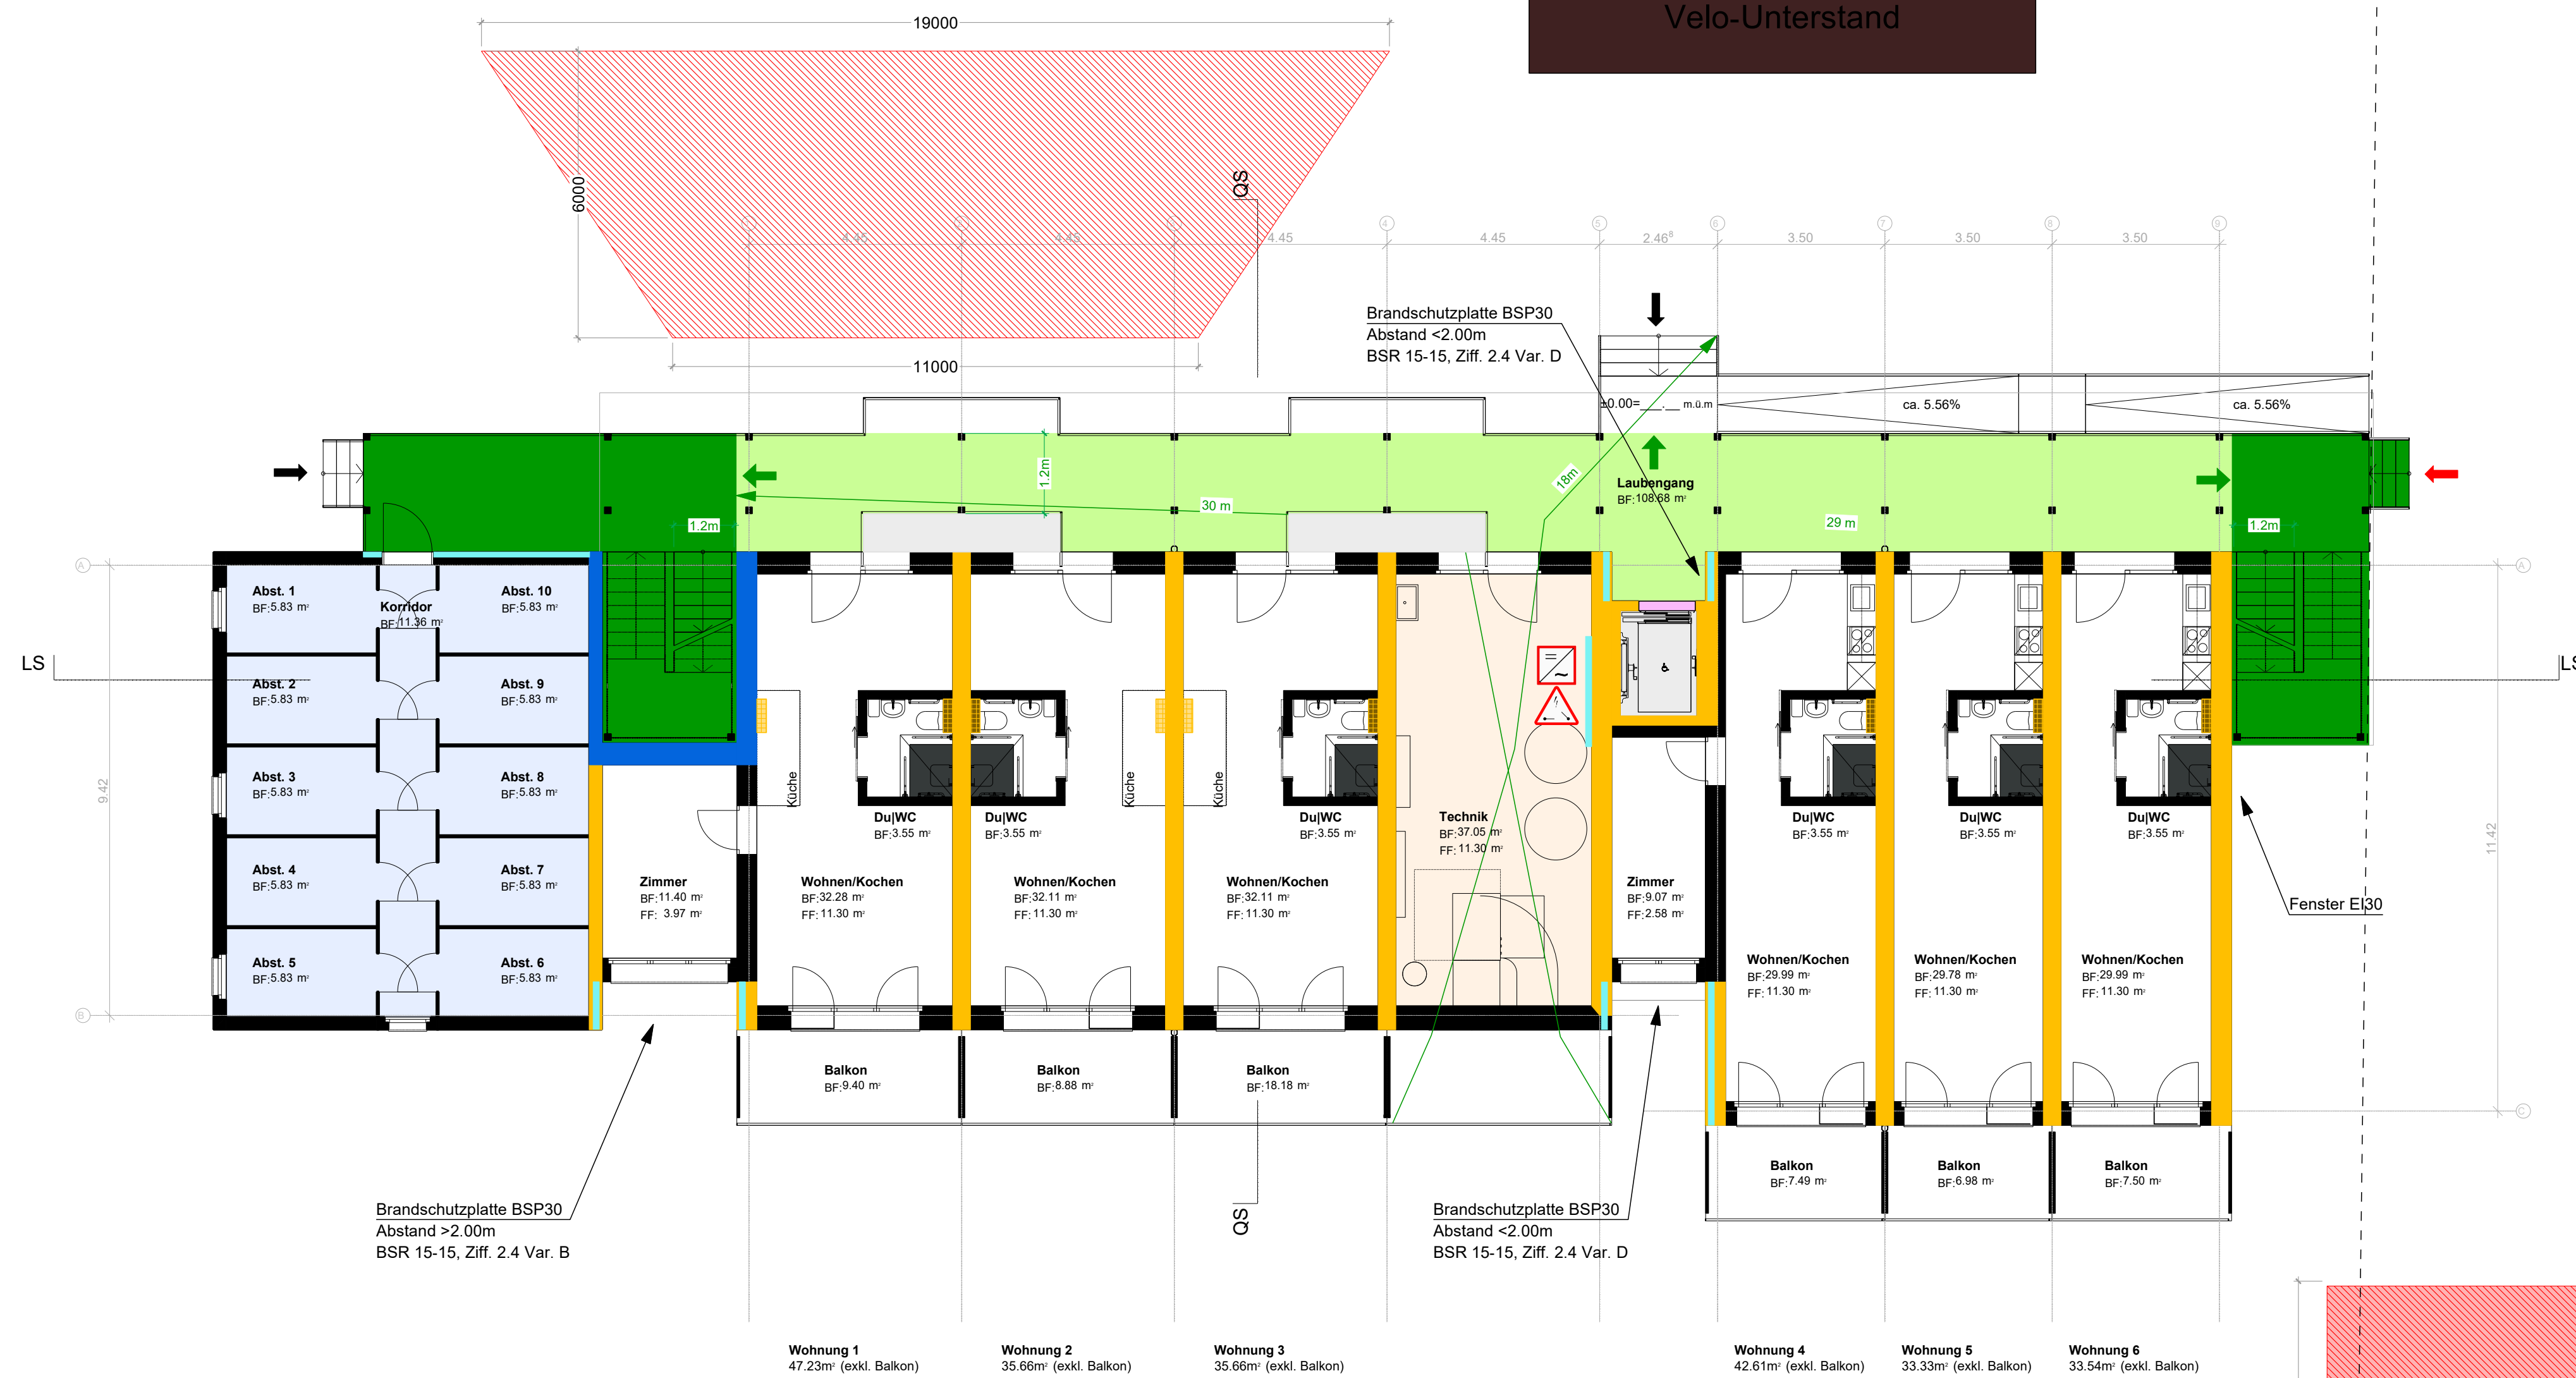 Velo-Unterstand
19000
6000
11000
QS
1
2
3
4
5
6
7
8
9
4.45
4.45
4.45
4.45
2.46⁸
3.50
3.50
3.50
Brandschutzplatte BSP30
Abstand <2.00m
BSR 15-15, Ziff. 2.4 Var. D
±0.00=___.__ m.ü.m
ca. 5.56%
ca. 5.56%
1.2m
18m
30 m
29 m
1.2m
1.2m
Laubengang
BF:108.68 m²
A
A
Abst. 1
BF:5.83 m²
Korridor
BF:11.36 m²
Abst. 10
BF:5.83 m²
LS
LS
Abst. 2
BF:5.83 m²
Abst. 9
BF:5.83 m²
Abst. 3
BF:5.83 m²
Abst. 8
BF:5.83 m²
Abst. 4
BF:5.83 m²
Abst. 7
BF:5.83 m²
Abst. 5
BF:5.83 m²
Abst. 6
BF:5.83 m²
9.42
11.42
Küche
Küche
Küche
Du|WC
BF:3.55 m²
Du|WC
BF:3.55 m²
Du|WC
BF:3.55 m²
Technik
BF:37.05 m²
FF: 11.30 m²
Du|WC
BF:3.55 m²
Du|WC
BF:3.55 m²
Du|WC
BF:3.55 m²
Zimmer
BF:11.40 m²
FF: 3.97 m²
Wohnen/Kochen
BF:32.28 m²
FF: 11.30 m²
Wohnen/Kochen
BF:32.11 m²
FF: 11.30 m²
Wohnen/Kochen
BF:32.11 m²
FF: 11.30 m²
Zimmer
BF:9.07 m²
FF:2.58 m²
Fenster EI30
Wohnen/Kochen
BF:29.99 m²
FF: 11.30 m²
Wohnen/Kochen
BF:29.78 m²
FF: 11.30 m²
Wohnen/Kochen
BF:29.99 m²
FF: 11.30 m²
B
C
Balkon
BF:9.40 m²
Balkon
BF:8.88 m²
Balkon
BF:18.18 m²
Balkon
BF:7.49 m²
Balkon
BF:6.98 m²
Balkon
BF:7.50 m²
Brandschutzplatte BSP30
Abstand >2.00m
BSR 15-15, Ziff. 2.4 Var. B
QS
Brandschutzplatte BSP30
Abstand <2.00m
BSR 15-15, Ziff. 2.4 Var. D
Wohnung 1
47.23m² (exkl. Balkon)
Wohnung 2
35.66m² (exkl. Balkon)
Wohnung 3
35.66m² (exkl. Balkon)
Wohnung 4
42.61m² (exkl. Balkon)
Wohnung 5
33.33m² (exkl. Balkon)
Wohnung 6
33.54m² (exkl. Balkon)